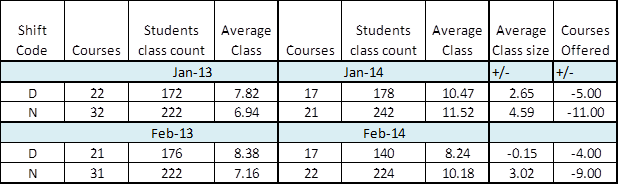 Shift Code Courses Students class count Average Class Courses Students class count Average Class Average Class size Courses Offered
Jan-13 Jan-14 +/- +/-
D 22 172 7.82 17 178 10.47 2.65 -5.00
N 32 222 6.94 21 242 11.52 4.59 -11.00
Feb-13 Feb-14
D 21 176 8.38 17 140 8.24 -0.15 -4.00
N 31 222 7.16 22 224 10.18 3.02 -9.00